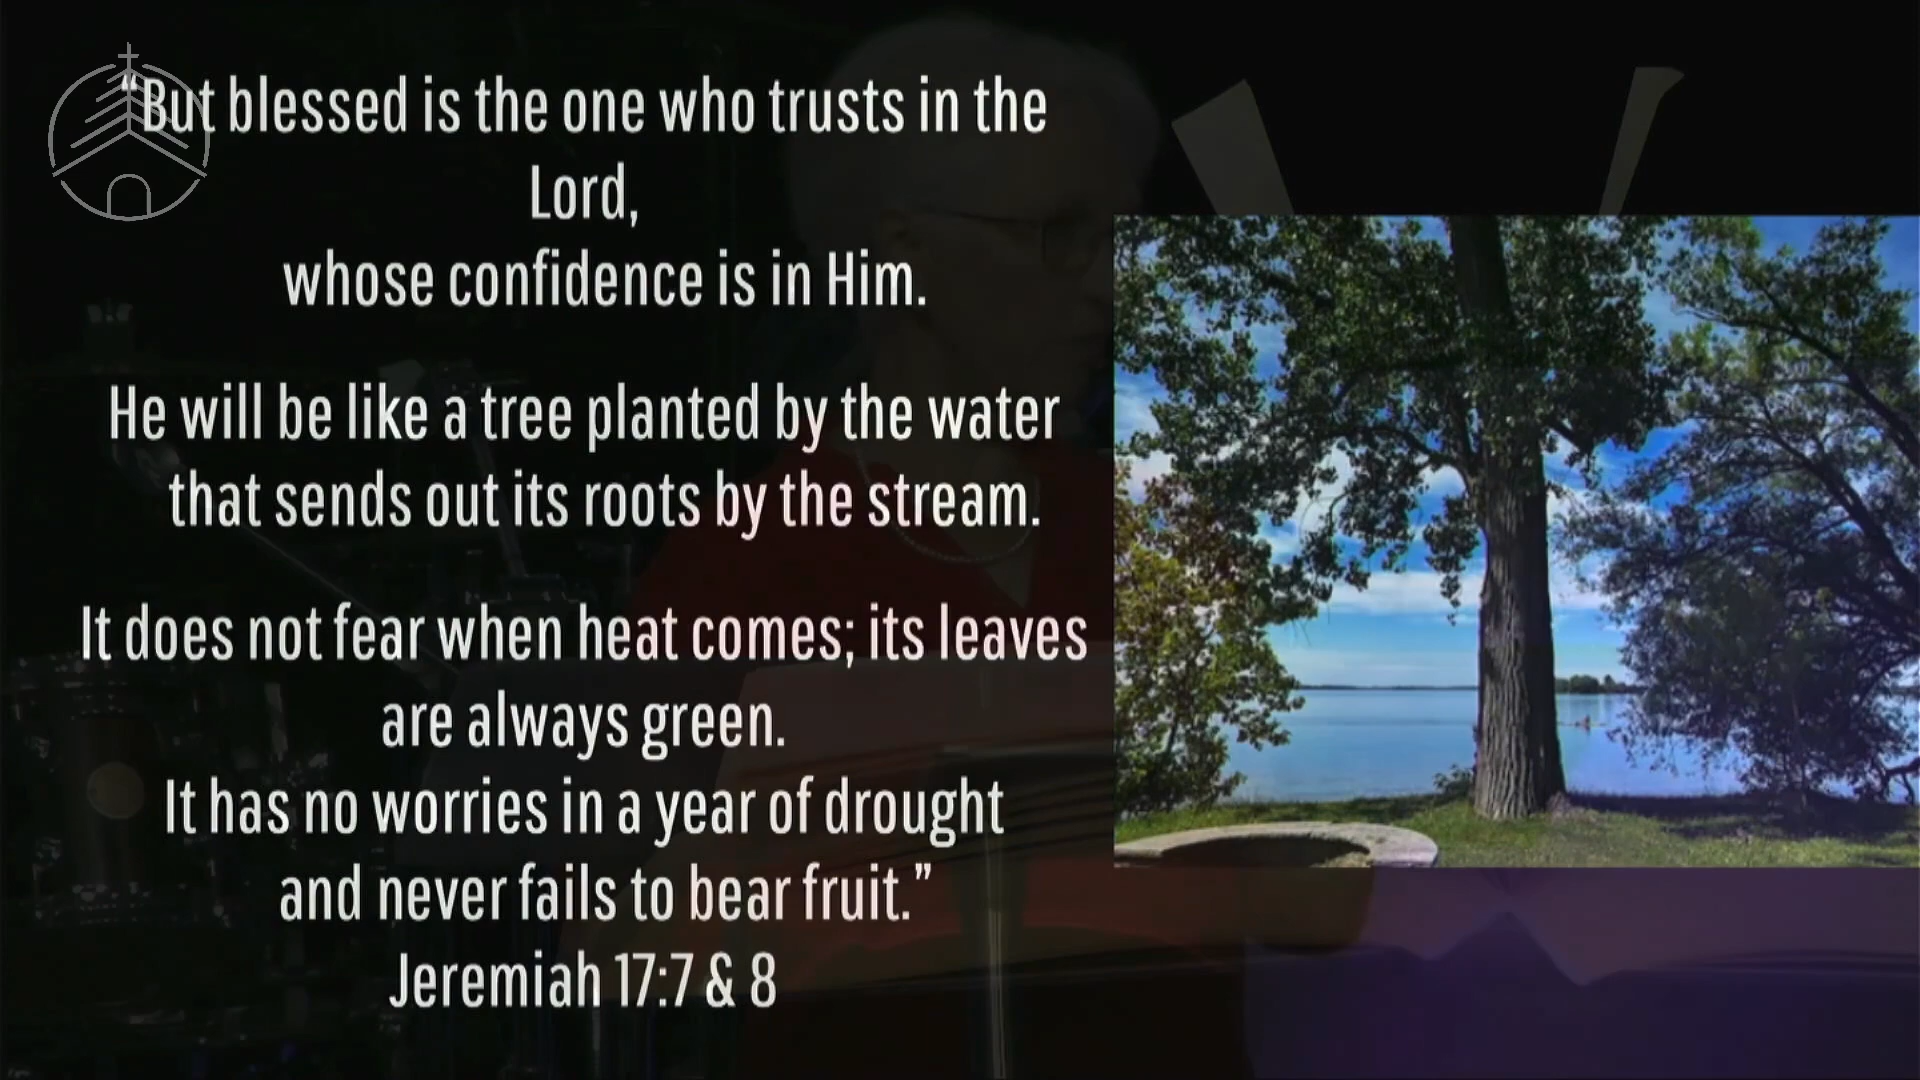 “But blessed is the one who trusts in the
Lord,
whose confidence is in Him.
He will be like a tree planted by the water
that sends out its roots by the stream.
It does not fear when heat comes; its leaves
are always green.
It has no worries in a year of drought
and never fails to bear fruit.”
Jeremiah 17:7 & 8